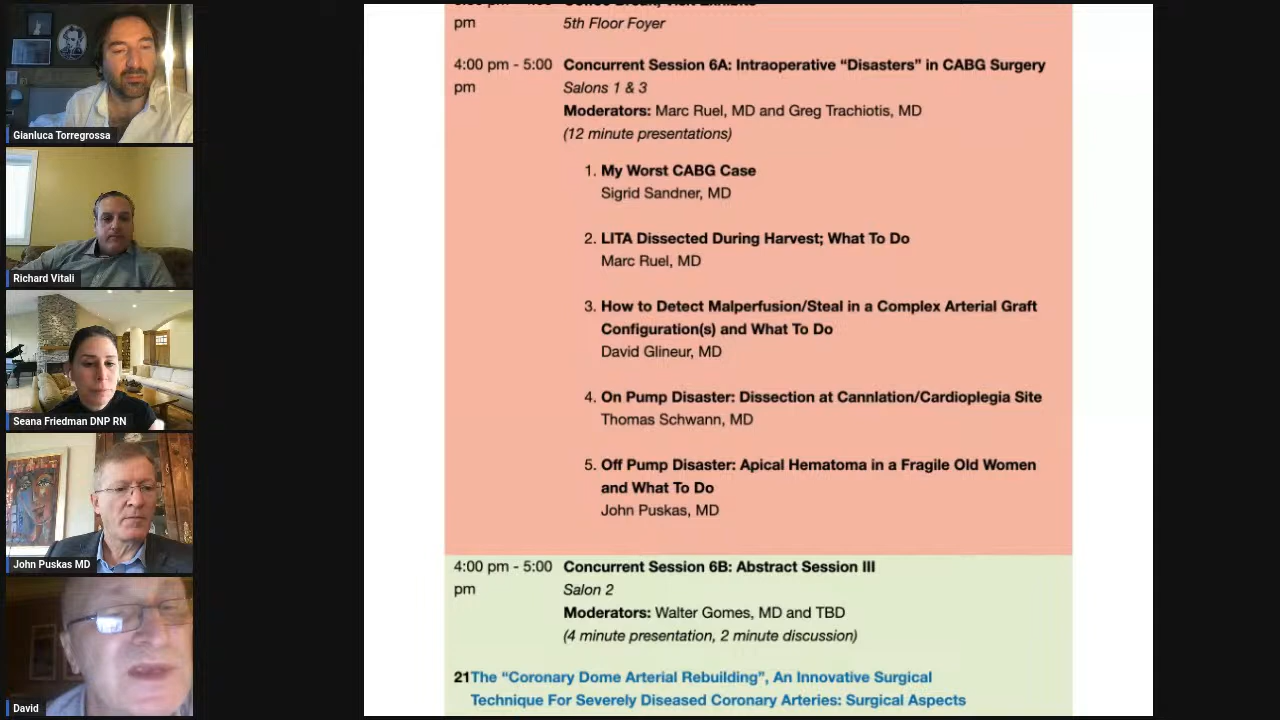 pm
5th Floor Foyer
4:00 pm - 5:00
pm
Concurrent Session 6A: Intraoperative “Disasters” in CABG Surgery
Salons 1 & 3
Moderators: Marc Ruel, MD and Greg Trachiotis, MD
(12 minute presentations)
1. My Worst CABG Case
Sigrid Sandner, MD
2. LITA Dissected During Harvest; What To Do
Marc Ruel, MD
3. How to Detect Malperfusion/Steal in a Complex Arterial Graft
Configuration(s) and What To Do
David Glineur, MD
4. On Pump Disaster: Dissection at Cannlation/Cardioplegia Site
Thomas Schwann, MD
5. Off Pump Disaster: Apical Hematoma in a Fragile Old Women
and What To Do
John Puskas, MD
4:00 pm - 5:00
pm
Concurrent Session 6B: Abstract Session III
Salon 2
Moderators: Walter Gomes, MD and TBD
(4 minute presentation, 2 minute discussion)
21 The “Coronary Dome Arterial Rebuilding”, An Innovative Surgical
Technique For Severely Diseased Coronary Arteries: Surgical Aspects
Gianluca Torregrossa
Richard Vitali
Seana Friedman DNP RN
John Puskas MD
David